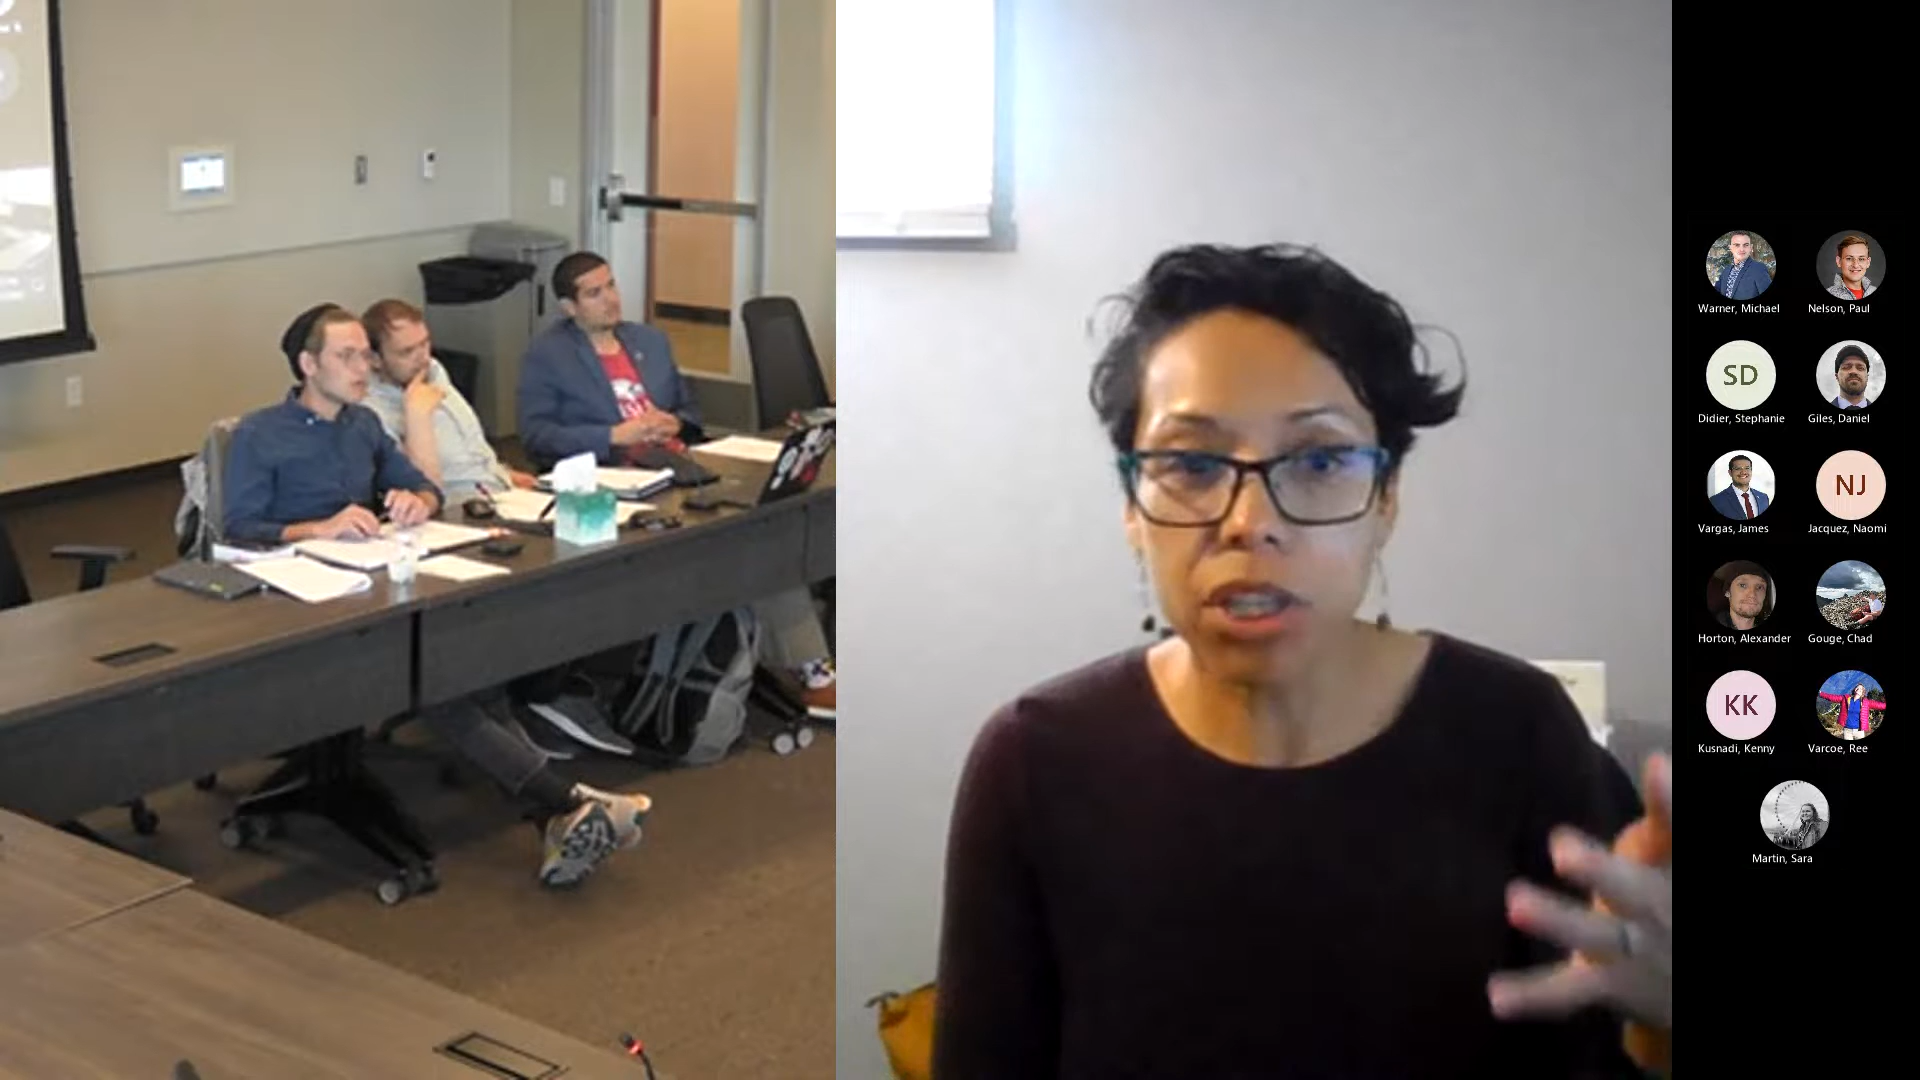 Warner, Michael
Nelson, Paul
SD
Didier, Stephanie
Giles, Daniel
Vargas, James
NJ
Jacquez, Naomi
Horton, Alexander
Gouge, Chad
KK
Kusnadi, Kenny
Varcoe, Ree
Martin, Sara